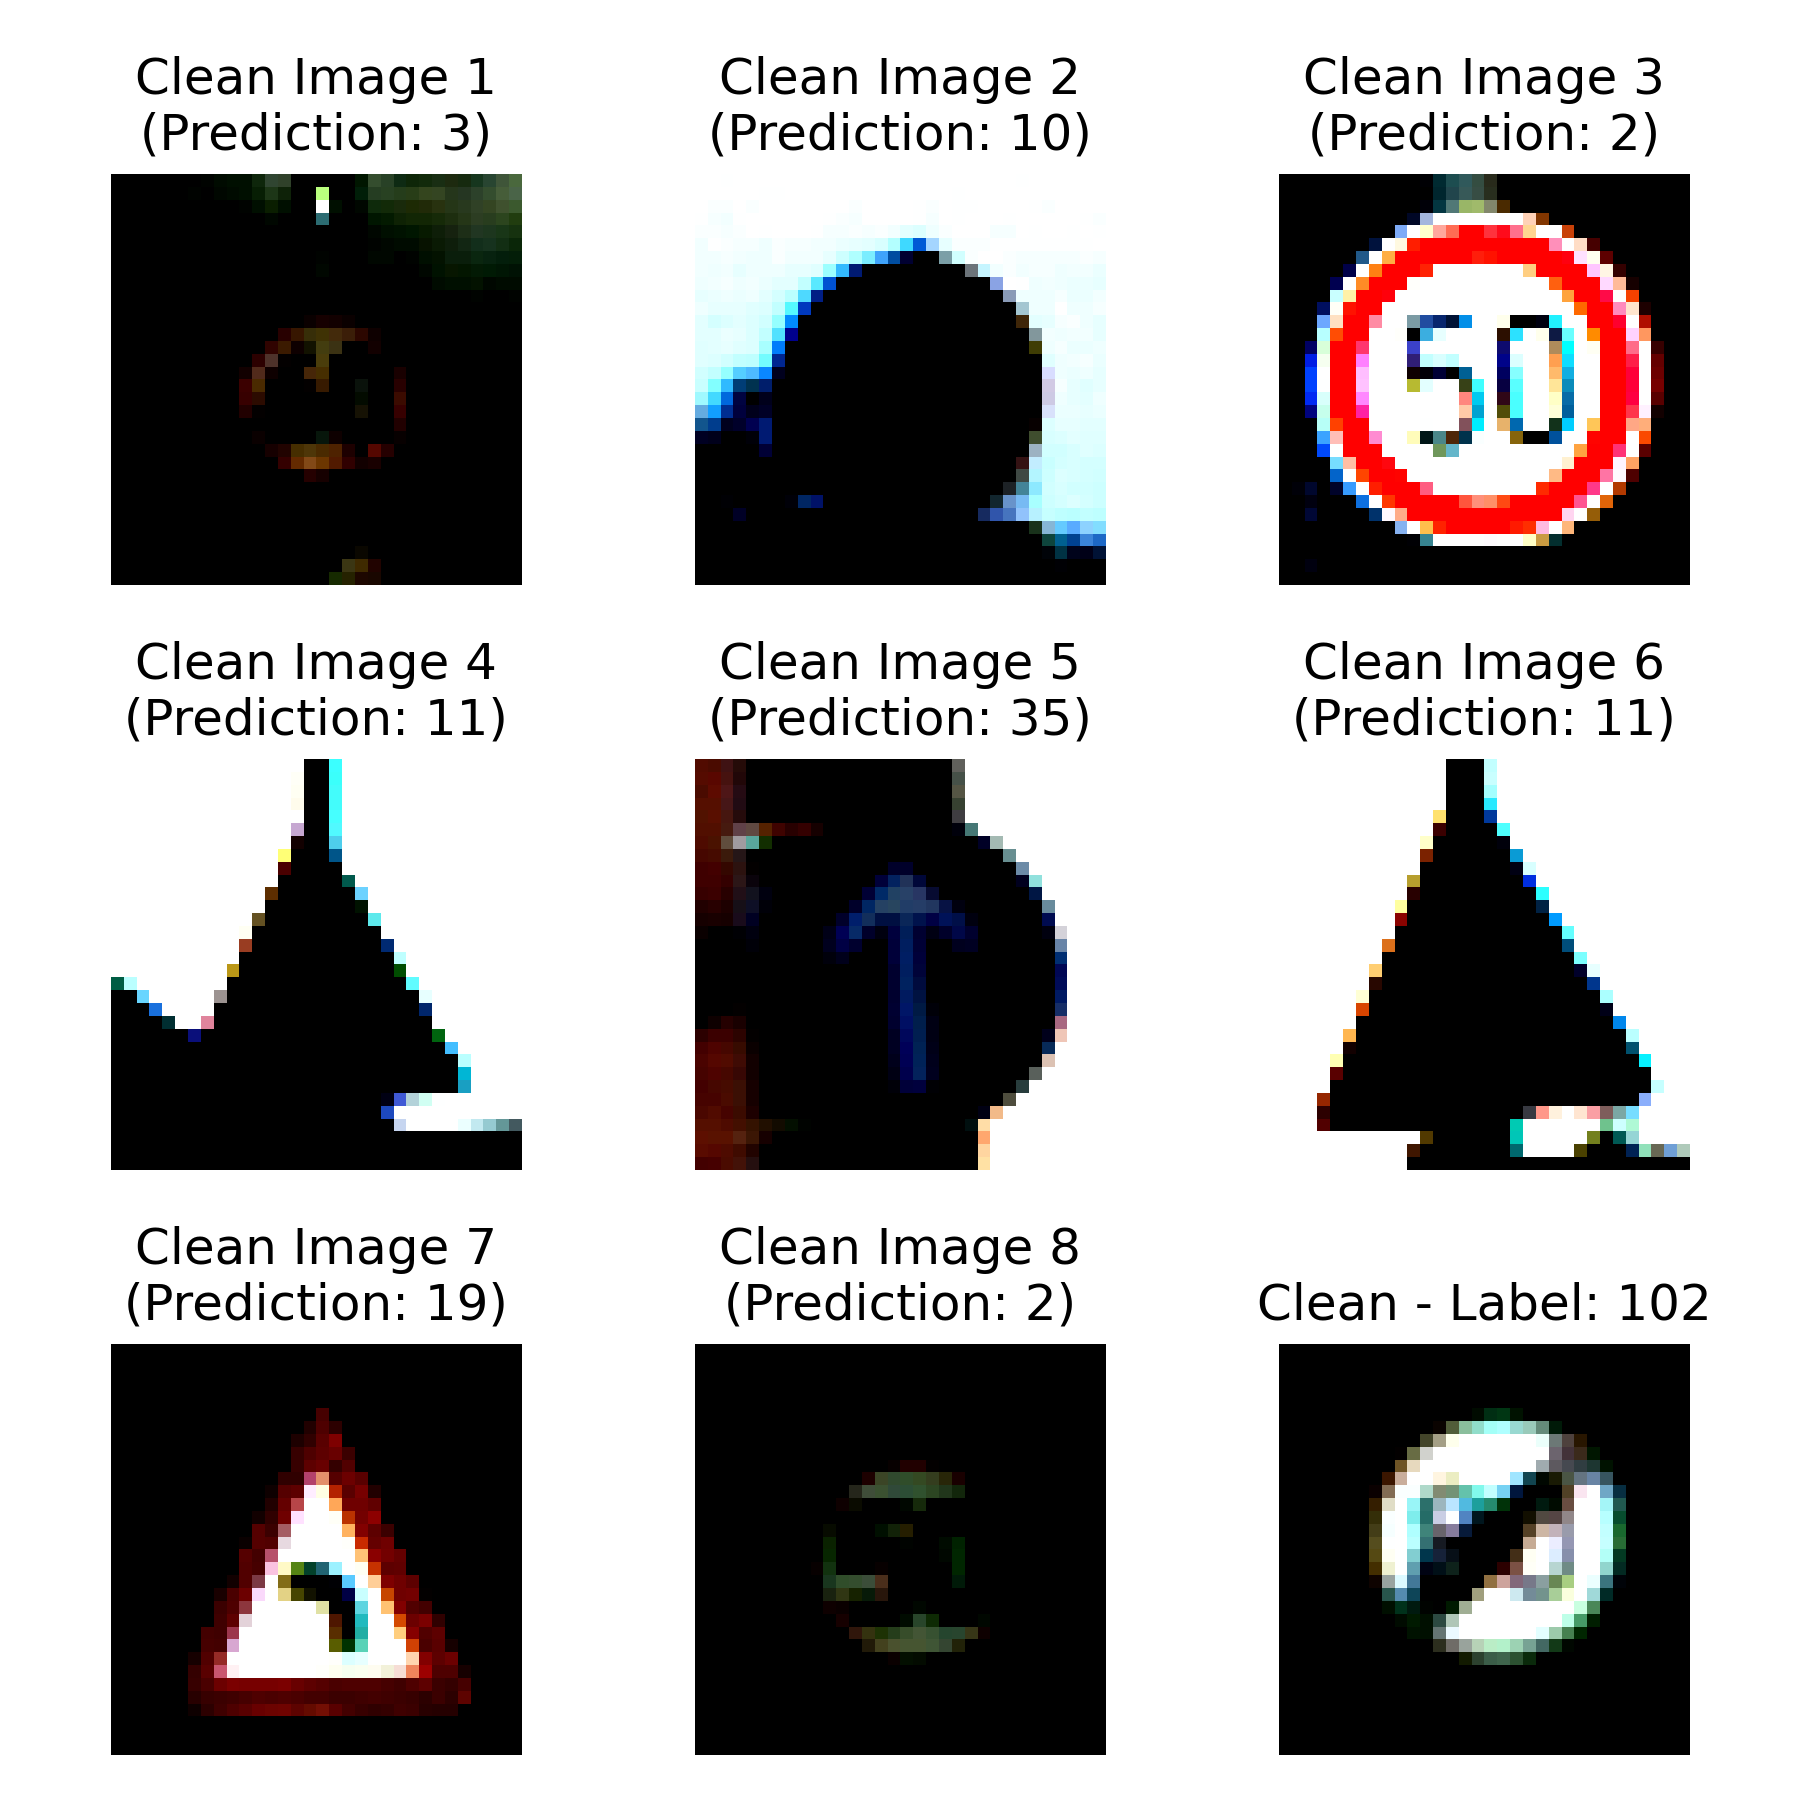 Clean Image 1
(Prediction: 3)
Clean Image 2
(Prediction: 10)
Clean Image 3
(Prediction: 2)
50
Clean Image 4
(Prediction: 11)
Clean Image 5
(Prediction: 35)
Clean Image 6
(Prediction: 11)
Clean Image 7
(Prediction: 19)
Clean Image 8
(Prediction: 2)
Clean - Label: 102